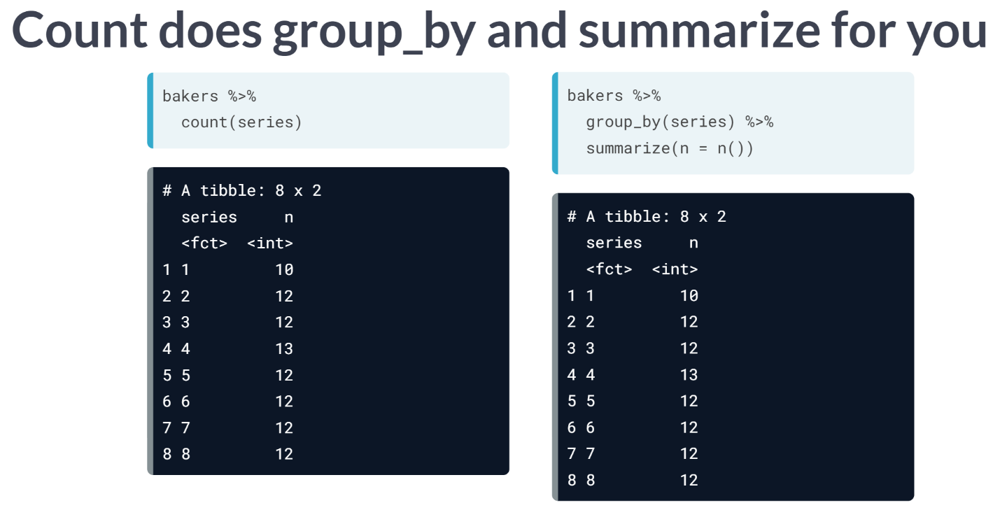 Count does group_by and summarize for you
bakers %>%
  count(series)
# A tibble: 8 x 2
  series     n
  <fct>  <int>
1 1         10
2 2         12
3 3         12
4 4         13
5 5         12
6 6         12
7 7         12
8 8         12
bakers %>%
  group_by(series) %>%
  summarize(n = n())
# A tibble: 8 x 2
  series     n
  <fct>  <int>
1 1         10
2 2         12
3 3         12
4 4         13
5 5         12
6 6         12
7 7         12
8 8         12